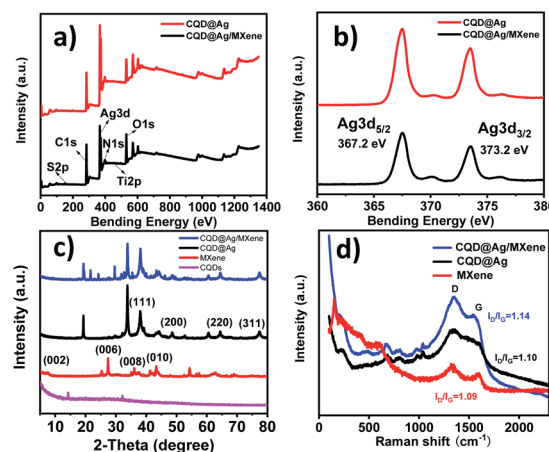 a)
CQD@Ag
CQD@Ag/MXene
Ag3d
O1s
C1s
N1s
S2p
Ti2p
Intensity (a.u.)
0 200 400 600 800 1000 1200 1400
Bending Energy (eV)
b)
CQD@Ag
CQD@Ag/MXene
Ag3d5/2
367.2 eV
Ag3d3/2
373.2 eV
Intensity (a.u.)
360 365 370 375 380
Bending Energy (eV)
c)
CQD@Ag/MXene
CQD@Ag
MXene
CQDs
(111)
(200)
(220)
(311)
(002)
(006)
(008)
(010)
Intensity (a.u.)
10 20 30 40 50 60 70 80
2-Theta (degree)
d)
CQD@Ag/MXene
CQD@Ag
MXene
D
G
ID/IG=1.14
ID/IG=1.10
ID/IG=1.09
Intensity (a.u.)
0 500 1000 1500 2000
Raman shift (cm-1)